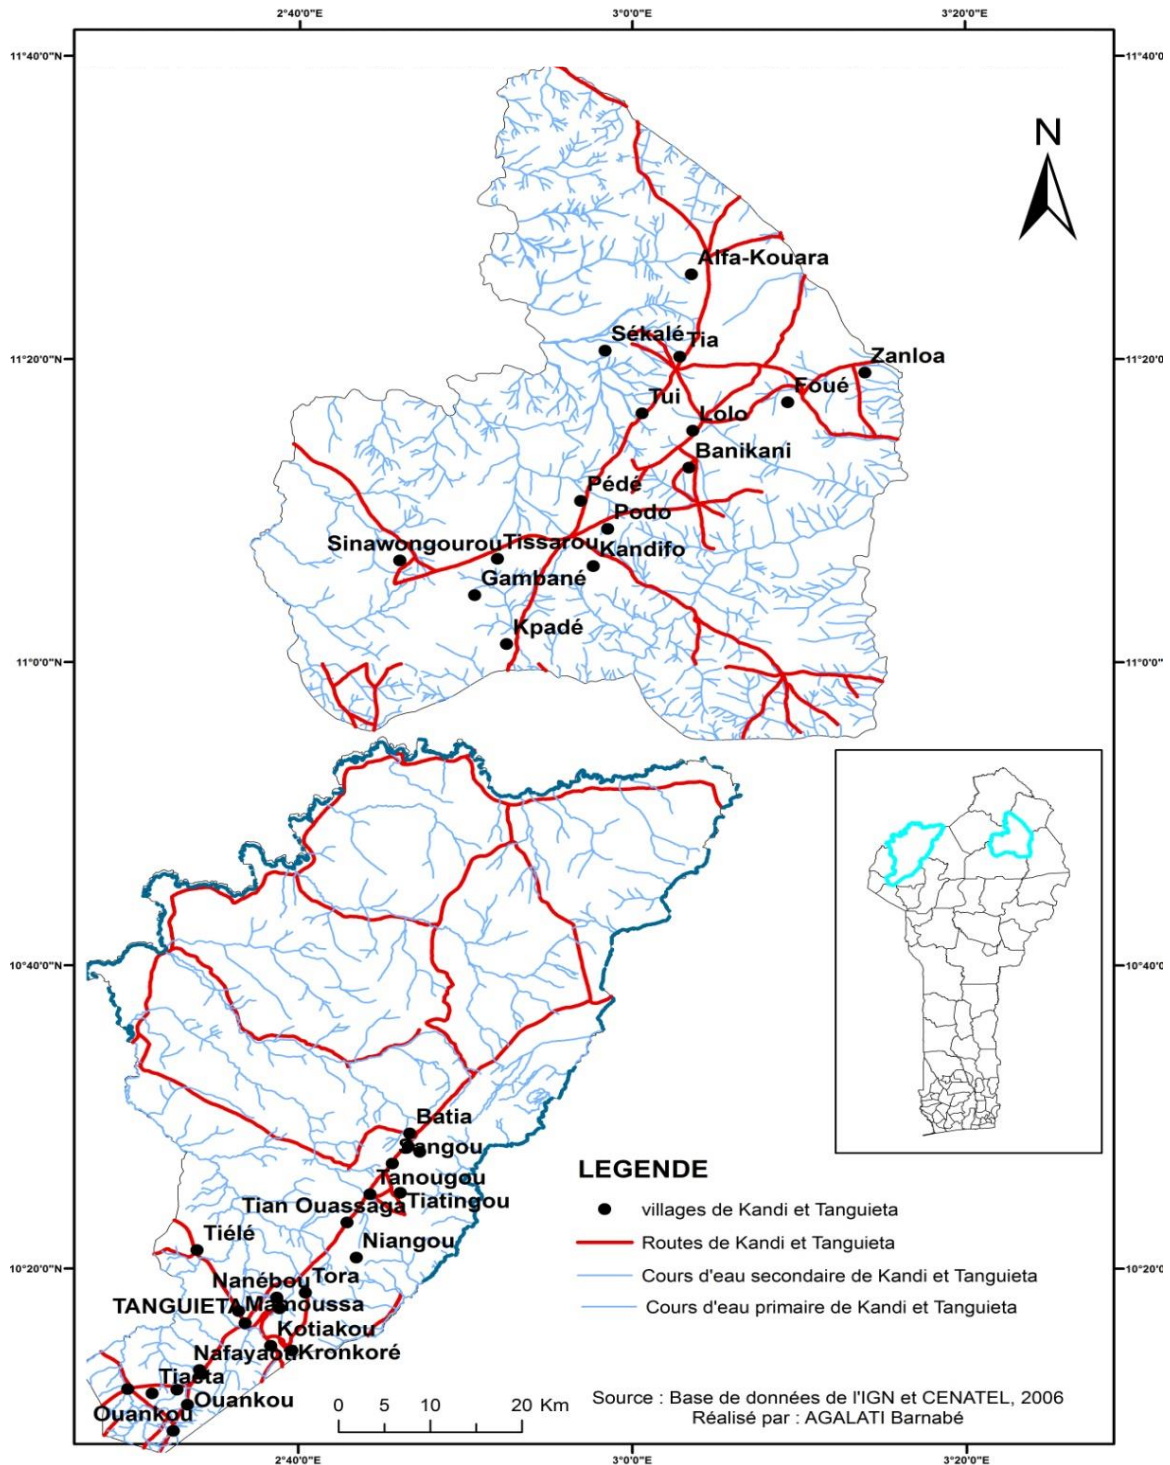 2°40'0"E 3°0'0"E 3°20'0"E
11°40'0"N 11°40'0"
N
Alfa-Kouara
Sékalé Tia
11°20'0"N Zanloa 11°20'0"
Foué
Tui
Lolo
Banikani
Pédé
Podo
Sinawongourou Tissarou Kandifo
Gambané
Kpadé
11°0'0"N 11°0'0"N
10°40'0"N 10°40'0"
Batia
Tanougou
Tian Ouassaga Tiatingou
Tiélé Niangou
10°20'0"N 10°20'0"
Nanébou Tora
TANGUIETA Mamoussa
Kotiakou
Nafayaou Kronkoré
Ouankou
Ouankou
LEGENDE
villages de Kandi et Tanguieta
Routes de Kandi et Tanguieta
Cours d'eau secondaire de Kandi et Tanguieta
Cours d'eau primaire de Kandi et Tanguieta
0 5 10 20 Km
Source : Base de données de l'IGN et CENATEL, 2006
Réalisé par : AGALATI Barnabé
2°40'0"E 3°0'0"E 3°20'0"E